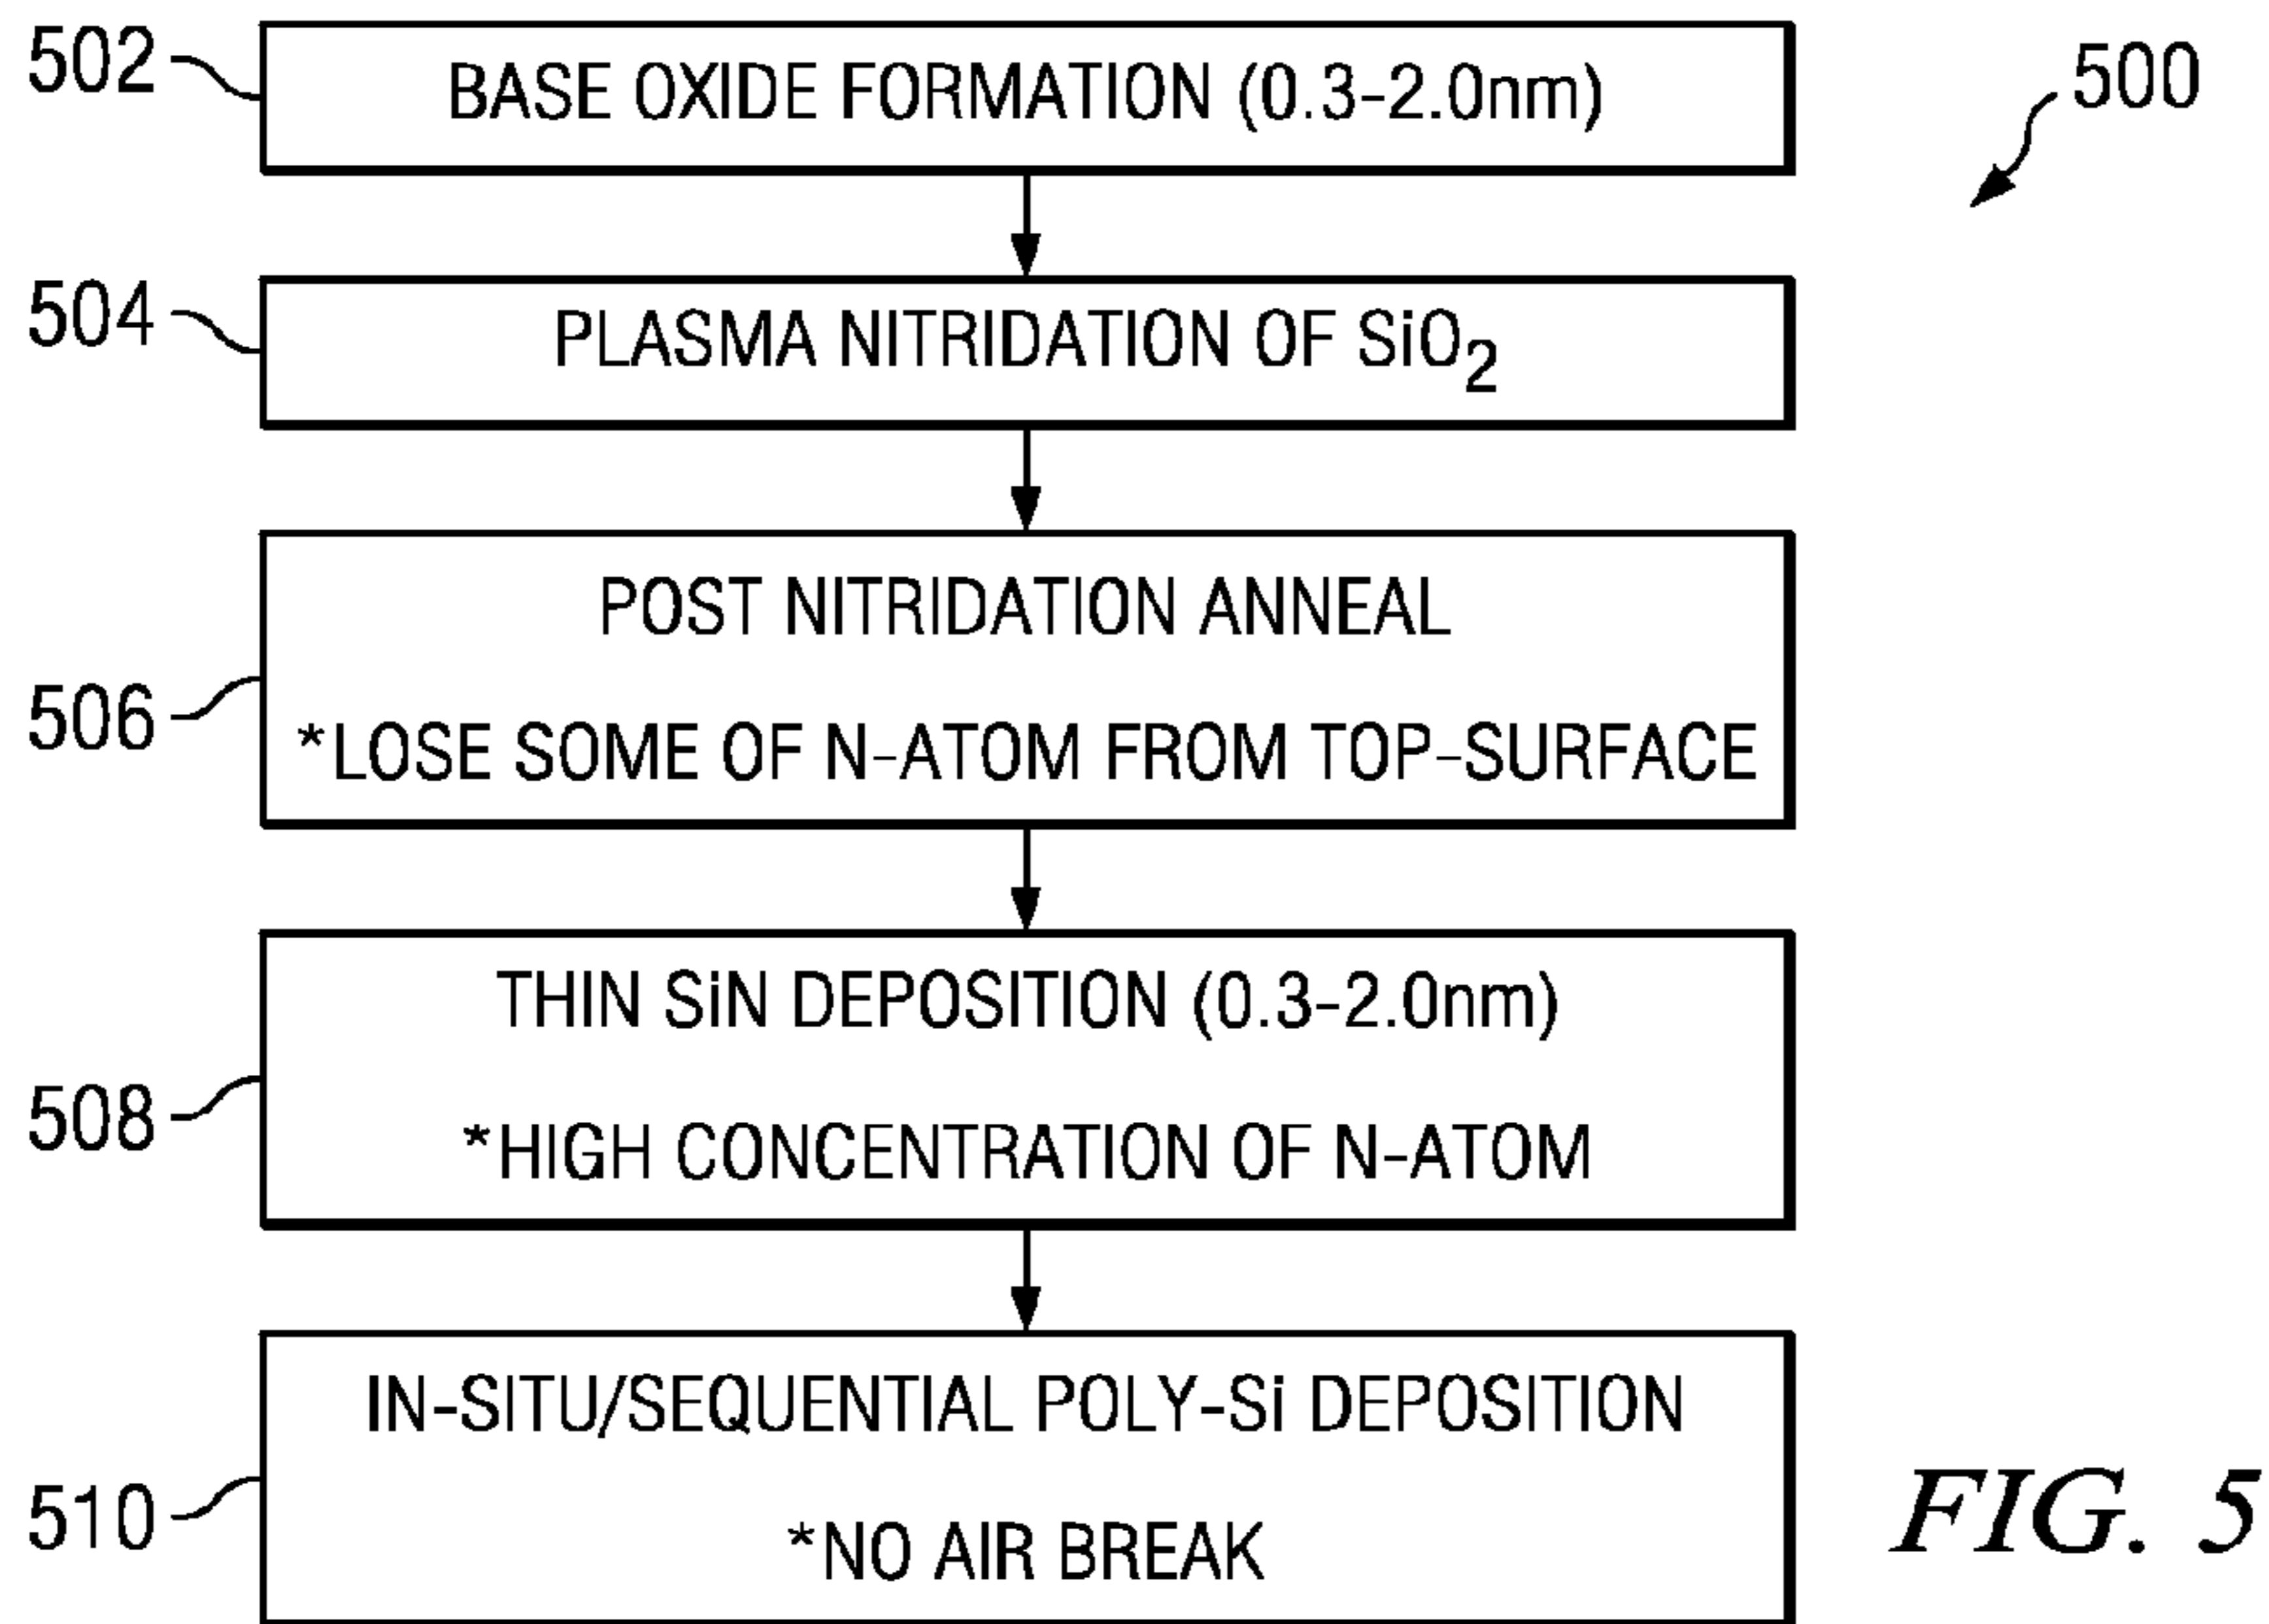 502
BASE OXIDE FORMATION (0.3-2.0nm)
500
504
PLASMA NITRIDATION OF SiO₂
506
POST NITRIDATION ANNEAL
*LOSE SOME OF N-ATOM FROM TOP-SURFACE
508
THIN SiN DEPOSITION (0.3-2.0nm)
*HIGH CONCENTRATION OF N-ATOM
510
IN-SITU/SEQUENTIAL POLY-Si DEPOSITION
*NO AIR BREAK
FIG. 5